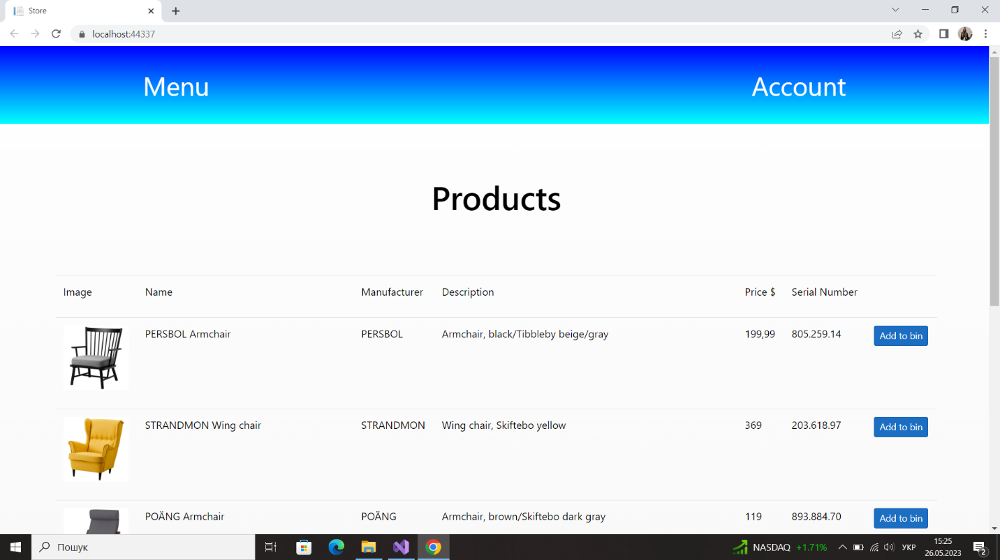 Store
localhost:44337
Menu Account
Products
Image Name Manufacturer Description Price $ Serial Number
PERSBOL Armchair PERSBOL Armchair, black/Tibbleby beige/gray 199,99 805.259.14 Add to bin
STRANDMON Wing chair STRANDMON Wing chair, Skiftebo yellow 369 203.618.97 Add to bin
POÄNG Armchair POÄNG Armchair, brown/Skiftebo dark gray 119 893.884.70 Add to bin
Пошук NASDAQ +1.71% УКР 15:25
26.05.2023 2